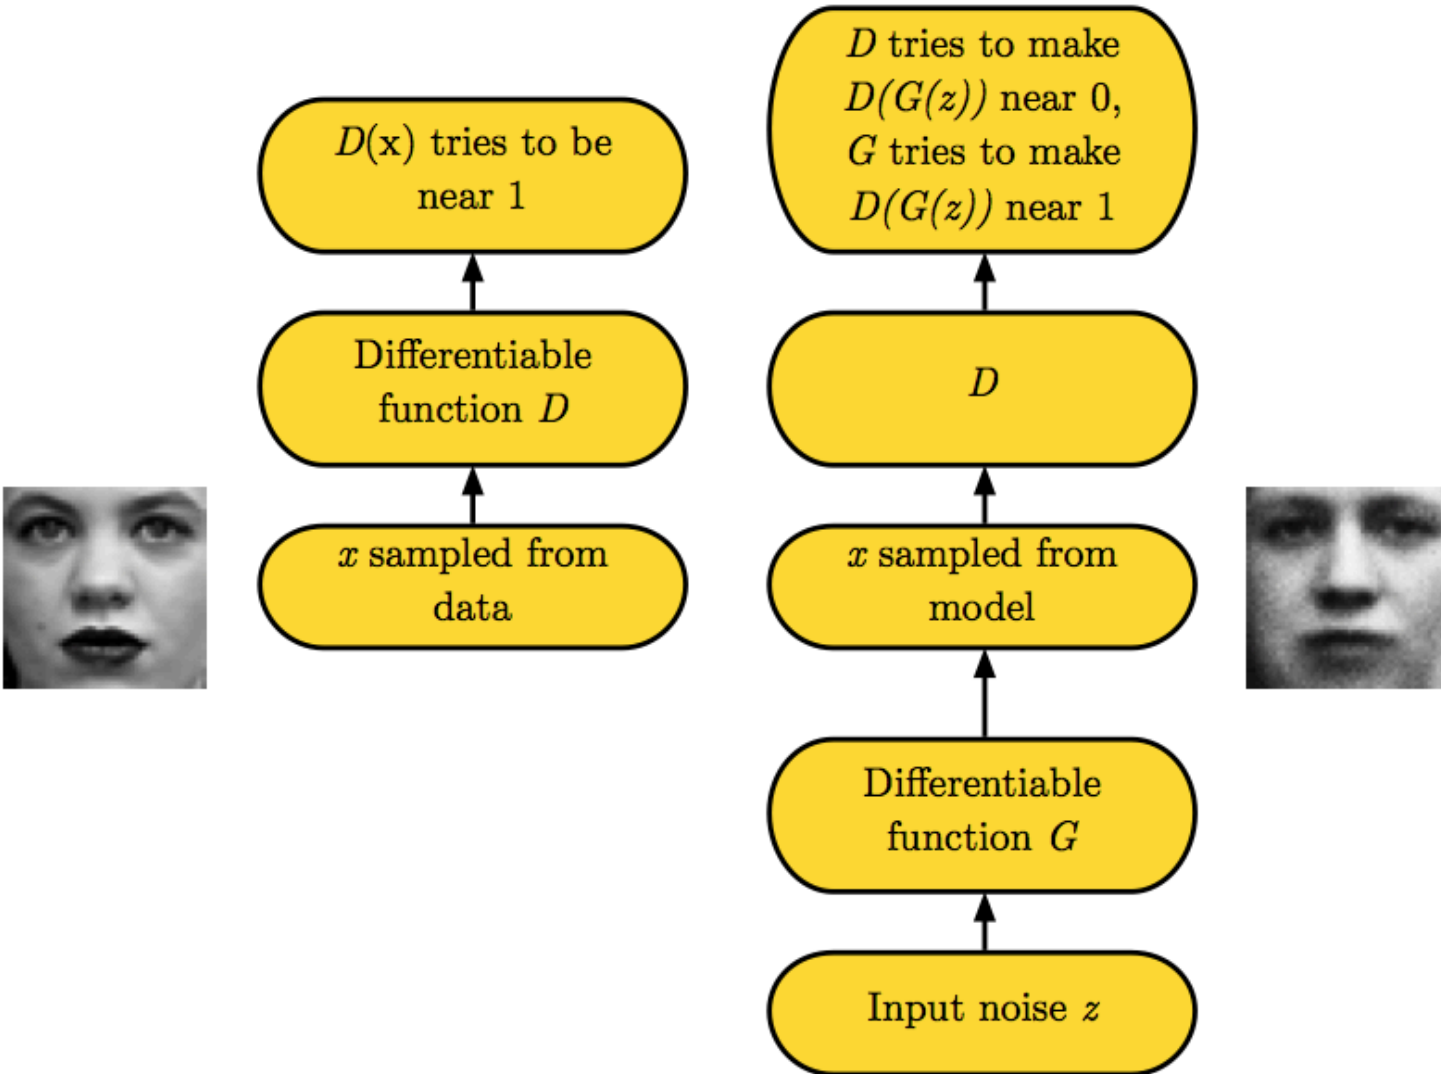 D(x) tries to be
near 1
Differentiable
function D
x sampled from
data
D tries to make
D(G(z)) near 0,
G tries to make
D(G(z)) near 1
D
x sampled from
model
Differentiable
function G
Input noise z